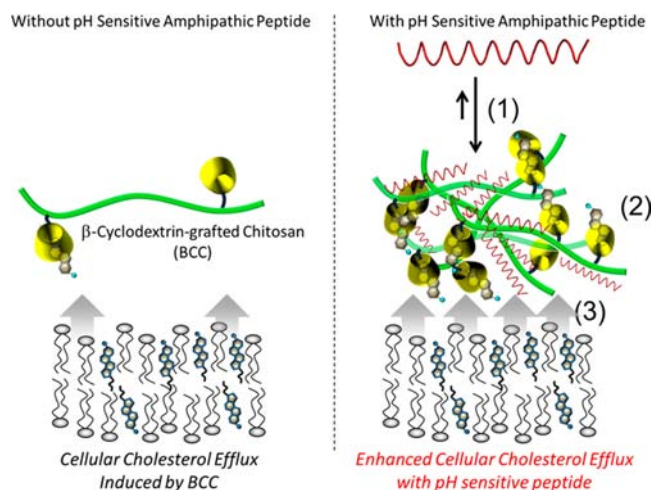 Without pH Sensitive Amphipathic Peptide
β-Cyclodextrin-grafted Chitosan
(BCC)
Cellular Cholesterol Efflux
Induced by BCC
With pH Sensitive Amphipathic Peptide
(1)
(2)
(3)
Enhanced Cellular Cholesterol Efflux
with pH sensitive peptide